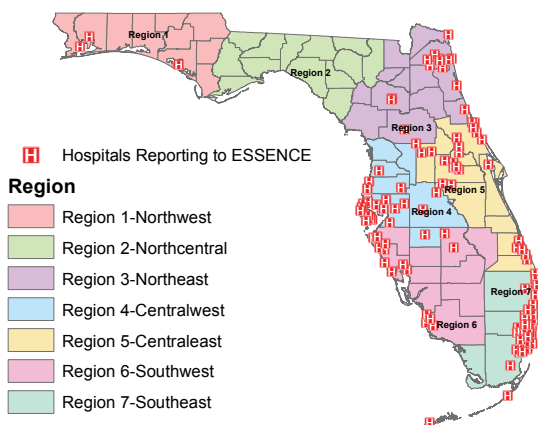 Region 1
Region 2
Region 3
Region 5
Region 4
Region 7
Region 6
H Hospitals Reporting to ESSENCE
Region
Region 1-Northwest
Region 2-Northcentral
Region 3-Northeast
Region 4-Centralwest
Region 5-Centraleast
Region 6-Southwest
Region 7-Southeast